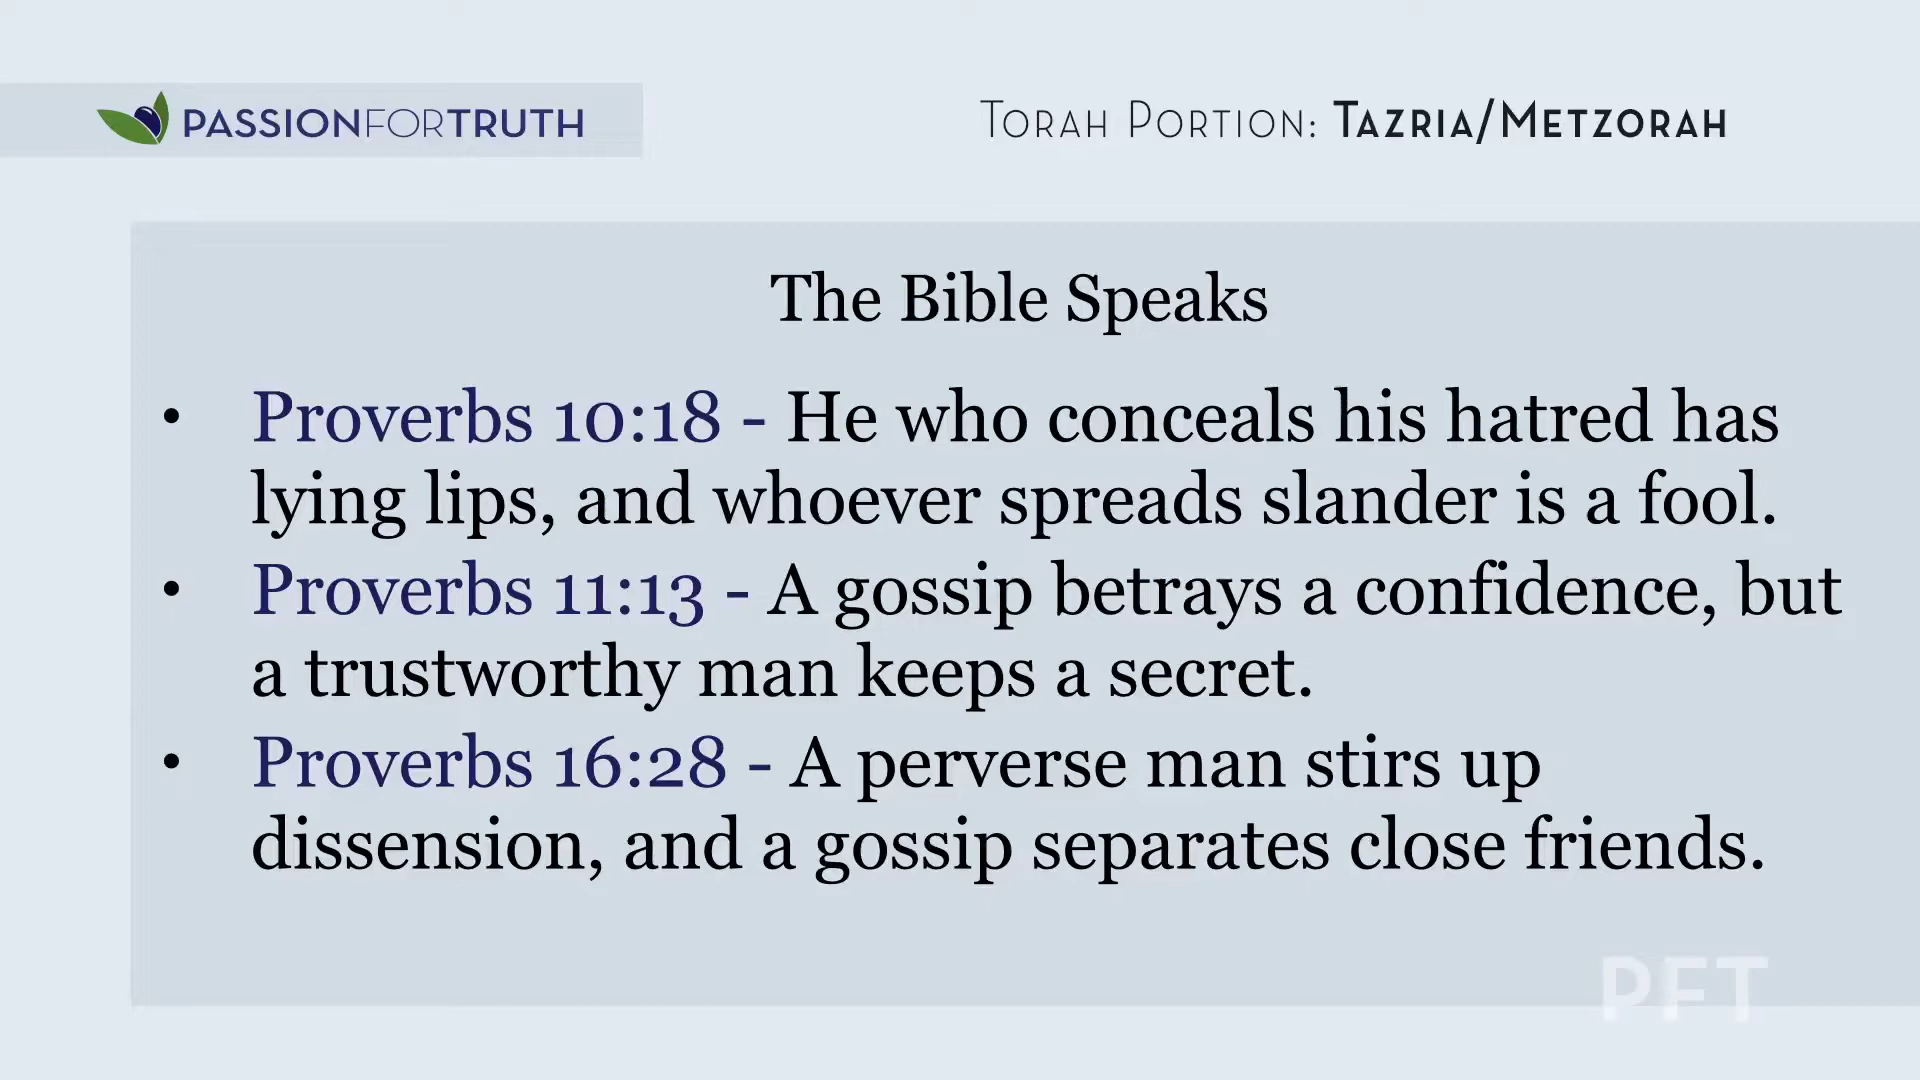 PASSIONFORTRUTH
Torah Portion: Tazria/Metzorah
The Bible Speaks
• Proverbs 10:18 - He who conceals his hatred has
lying lips, and whoever spreads slander is a fool.
• Proverbs 11:13 - A gossip betrays a confidence, but
a trustworthy man keeps a secret.
• Proverbs 16:28 - A perverse man stirs up
dissension, and a gossip separates close friends.
PFT